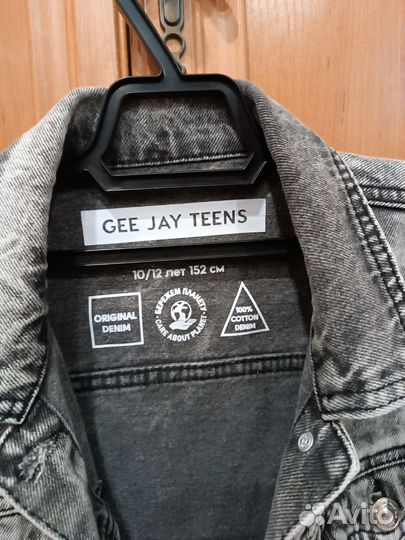 GEE JAY TEENS
10/12 лет 152 см
ORIGINAL
DENIM
БЕРЕЖЕМ ПЛАНЕТУ
CARE ABOUT PLANET
100%
COTTON
DENIM
Avito